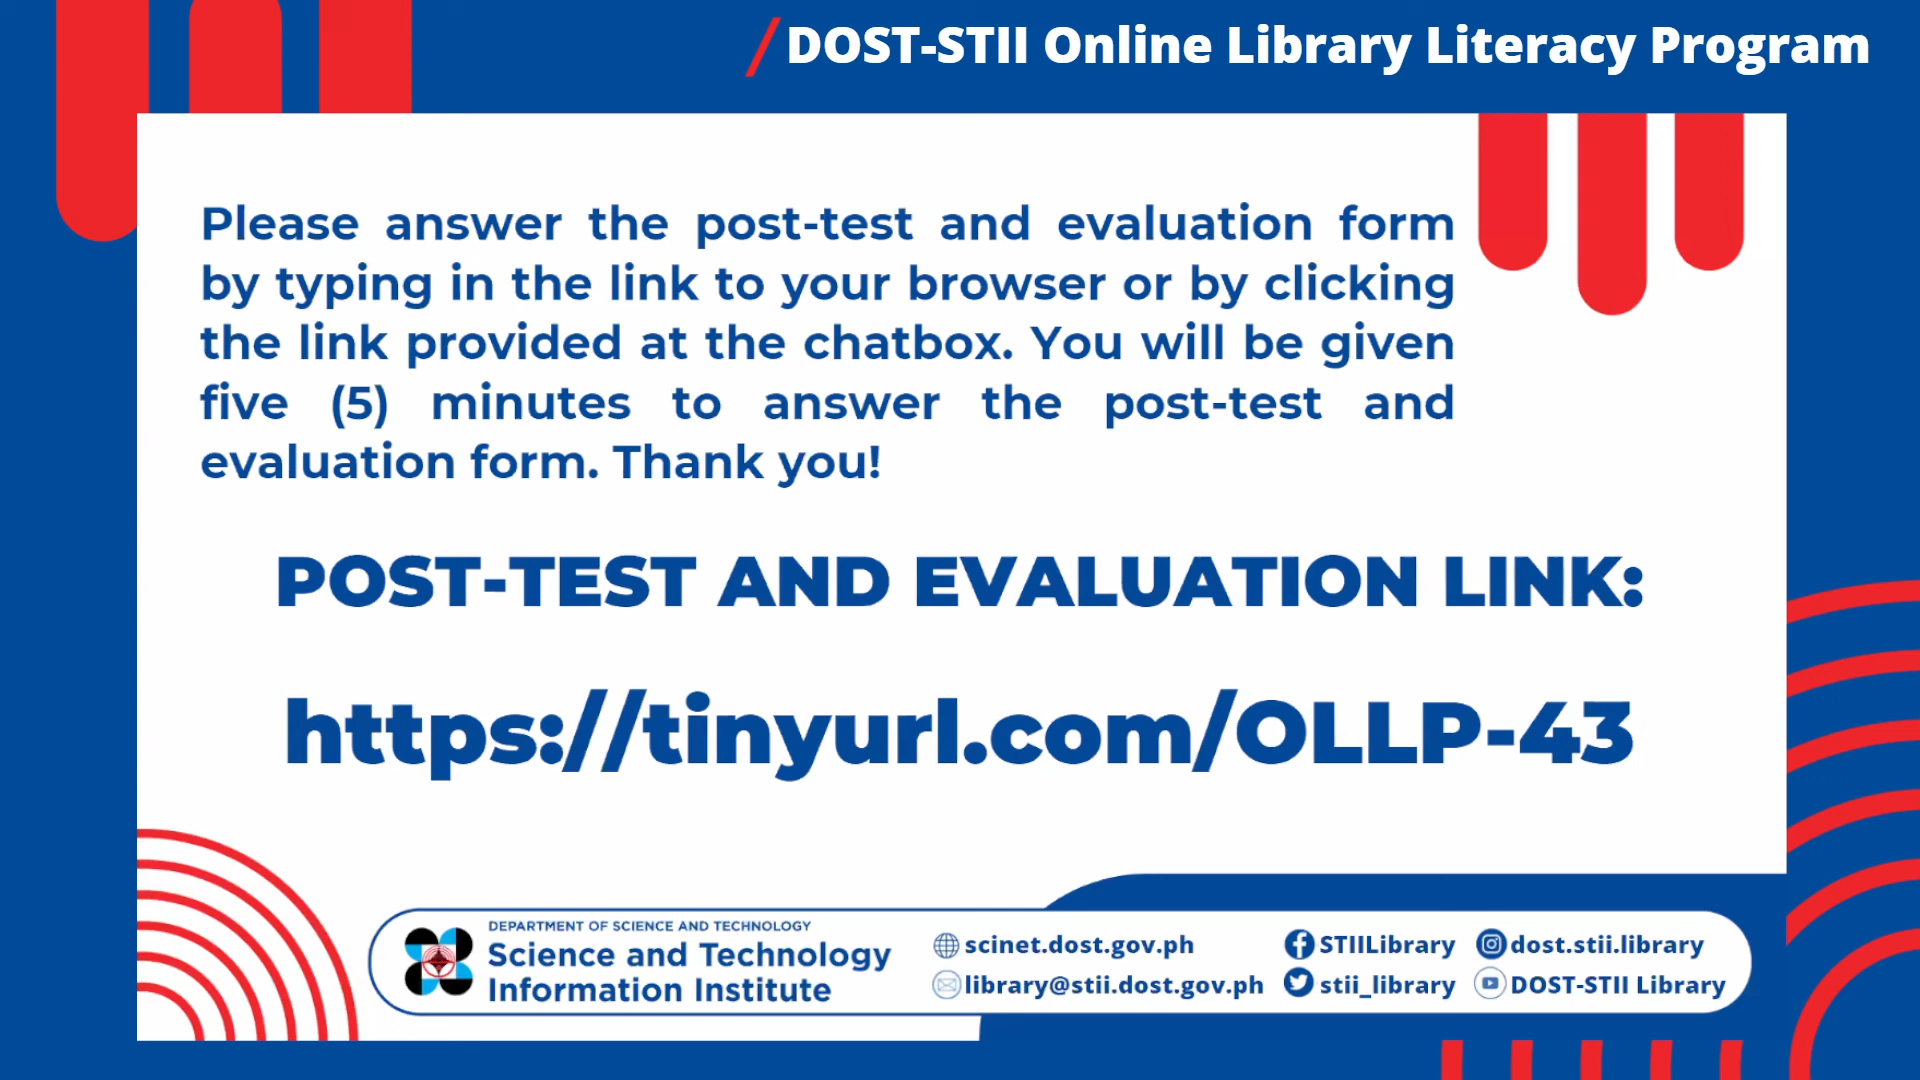 DOST-STII Online Library Literacy Program
Please answer the post-test and evaluation form
by typing in the link to your browser or by clicking
the link provided at the chatbox. You will be given
five (5) minutes to answer the post-test and
evaluation form. Thank you!
POST-TEST AND EVALUATION LINK:
https://tinyurl.com/OLLP-43
DEPARTMENT OF SCIENCE AND TECHNOLOGY
Science and Technology
Information Institute
scinet.dost.gov.ph
library@stii.dost.gov.ph
STIILibrary
stii_library
dost.stii.library
DOST-STII Library